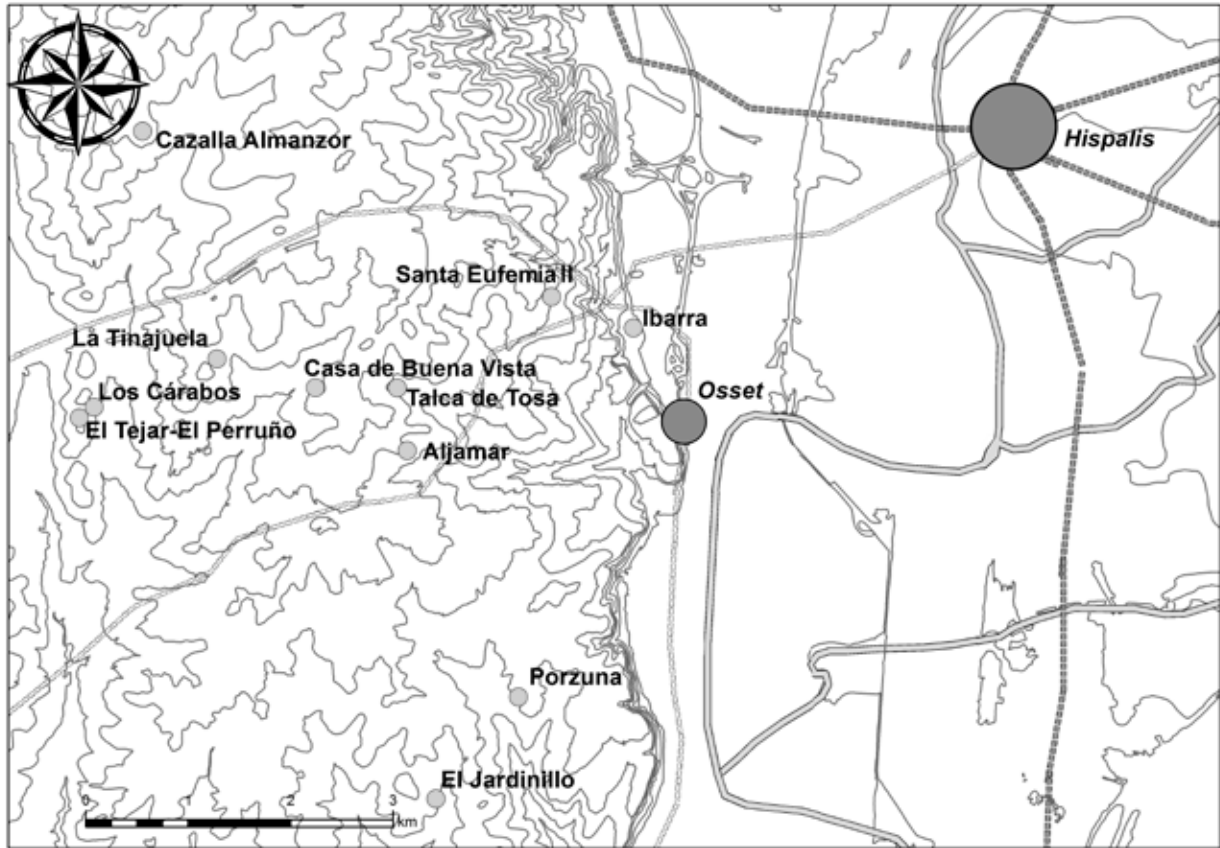 Cazalla Almanzor
Hispalis
Santa Eufemia II
Ibarra
La Tinajuela
Casa de Buena Vista
Los Cárabos
Talca de Tosa
Osset
El Tejar-El Perruño
Aljamar
Porzuna
El Jardinillo
0 1 2 3
km